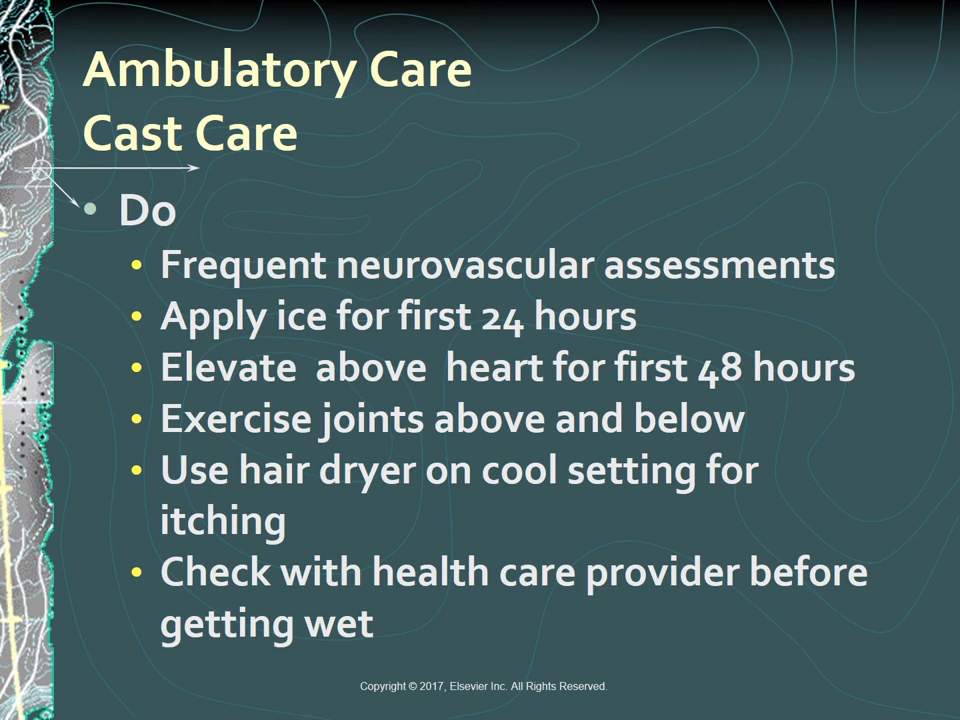 Ambulatory Care
Cast Care
• Do
• Frequent neurovascular assessments
• Apply ice for first 24 hours
• Elevate above heart for first 48 hours
• Exercise joints above and below
• Use hair dryer on cool setting for
itching
• Check with health care provider before
getting wet
Copyright © 2017, Elsevier Inc. All Rights Reserved.